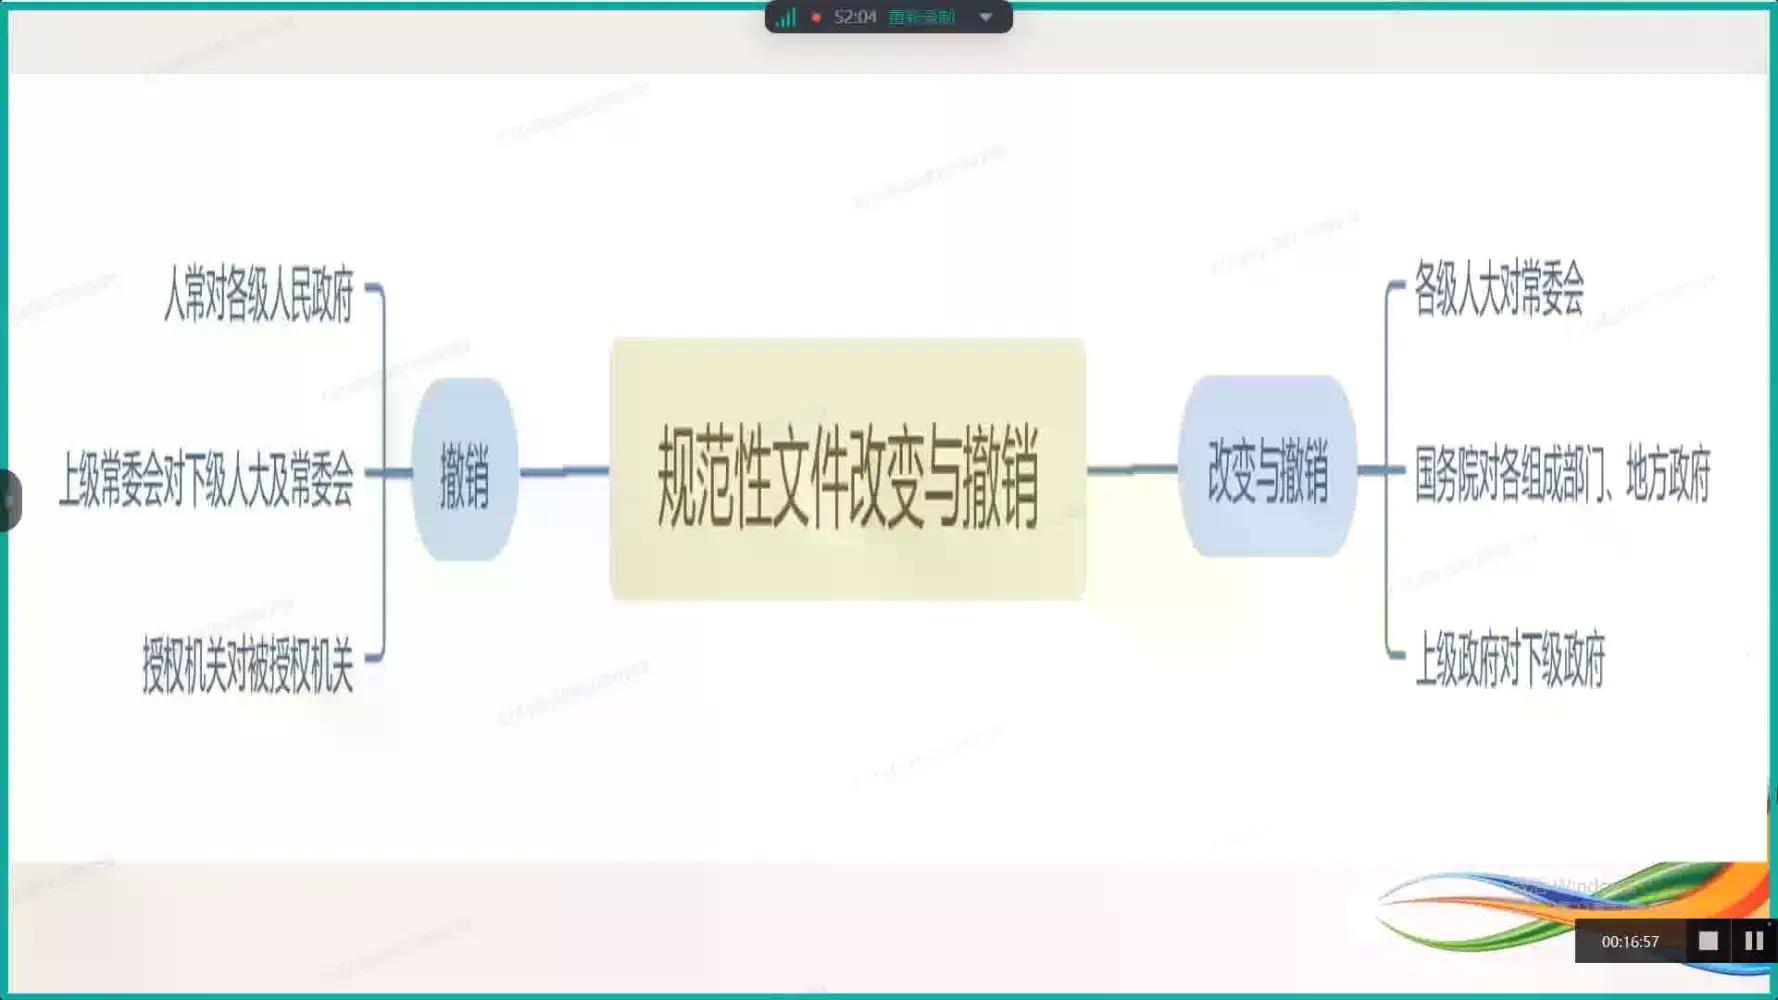 52:04 重新录制
人常对各级人民政府
上级常委会对下级人大及常委会
授权机关对被授权机关
撤销
规范性文件改变与撤销
改变与撤销
各级人大对常委会
国务院对各组成部门、地方政府
上级政府对下级政府
00:16:57